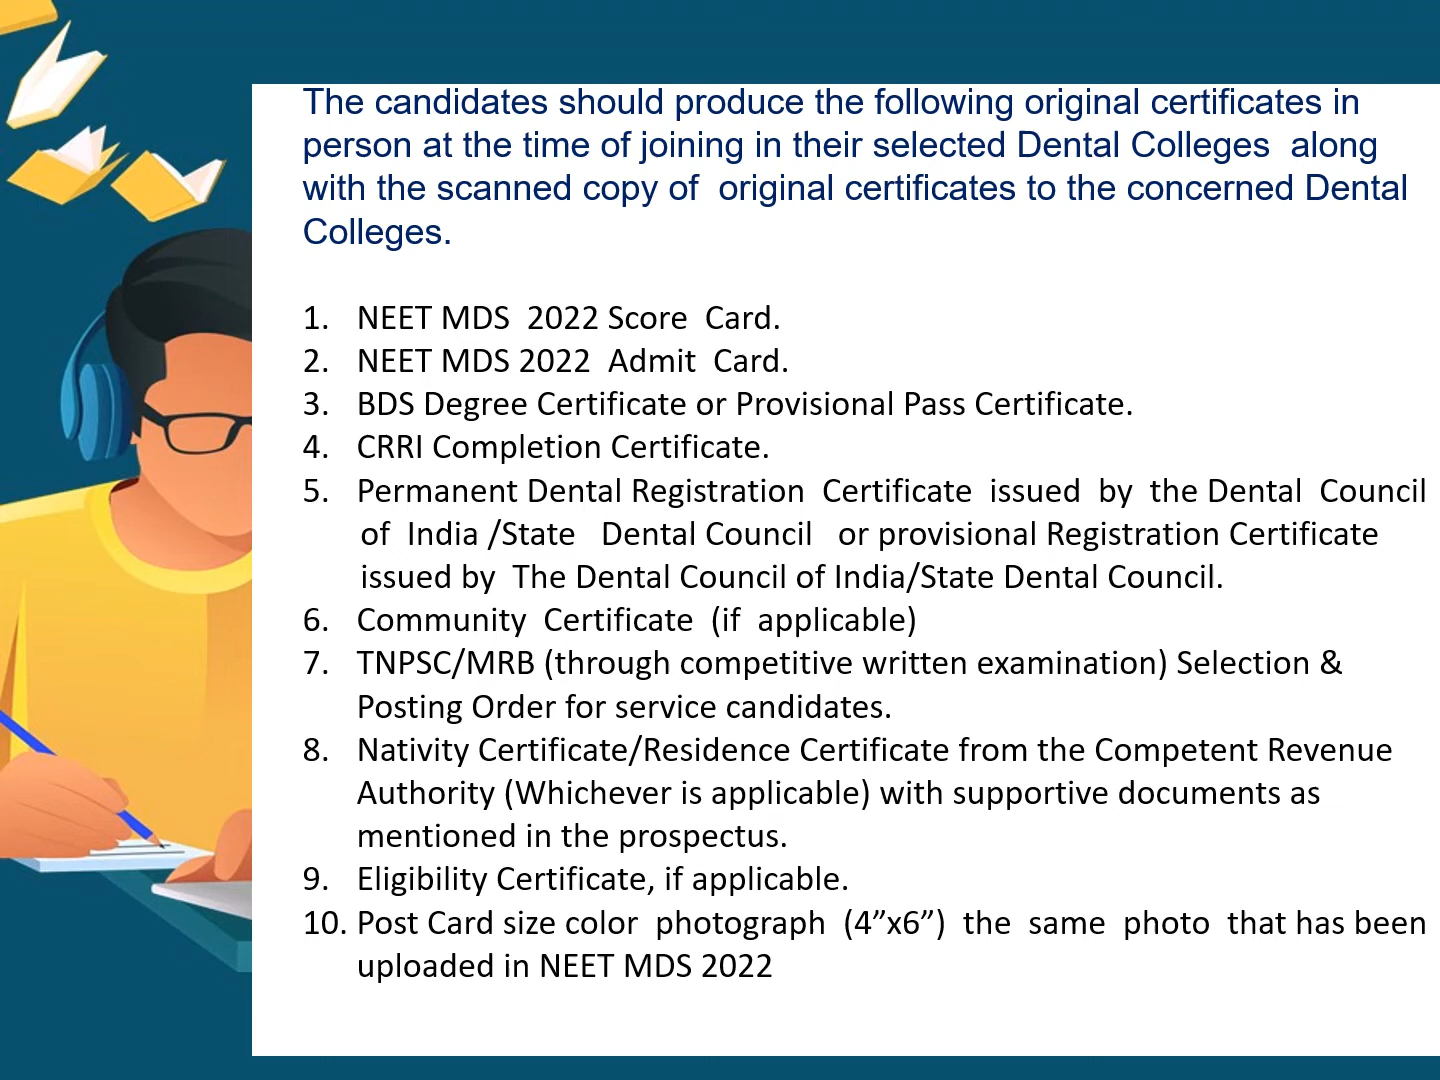 The candidates should produce the following original certificates in
person at the time of joining in their selected Dental Colleges along
with the scanned copy of original certificates to the concerned Dental
Colleges.
1. NEET MDS 2022 Score Card.
2. NEET MDS 2022 Admit Card.
3. BDS Degree Certificate or Provisional Pass Certificate.
4. CRRI Completion Certificate.
5. Permanent Dental Registration Certificate issued by the Dental Council
of India /State Dental Council or provisional Registration Certificate
issued by The Dental Council of India/State Dental Council.
6. Community Certificate (if applicable)
7. TNPSC/MRB (through competitive written examination) Selection &
Posting Order for service candidates.
8. Nativity Certificate/Residence Certificate from the Competent Revenue
Authority (Whichever is applicable) with supportive documents as
mentioned in the prospectus.
9. Eligibility Certificate, if applicable.
10. Post Card size color photograph (4”x6”) the same photo that has been
uploaded in NEET MDS 2022